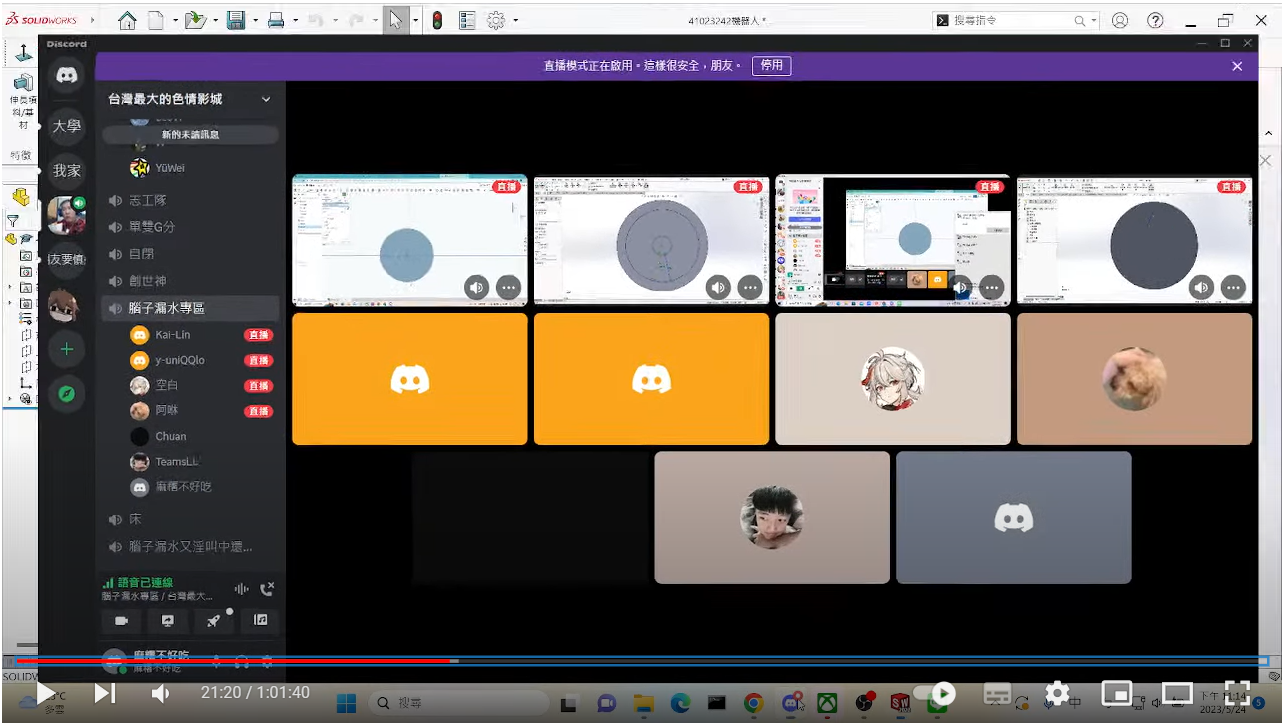 SOLIDWORKS
41023242機器人 *
搜尋指令
Discord
直播模式正在啟用。這樣很安全，朋友。
停用
台灣最大的色情影城
新的未讀訊息
大學
我家
YüWei
志工隊
單雙6分
自閉
創世神
腦子漏水專區
Kai-Lin
直播
y-uniQQlo
直播
空白
直播
阿咻
直播
Chuan
TeamsLiL
麻糬不好吃
床
腦子漏水又淫叫中還...
語音已連線
腦子漏水專區 / 台灣最大...
麻糬不好吃
麻糬不好吃
直播
直播
直播
直播
21:20 / 1:01:40
搜尋
下午 11:14
2023/5/24